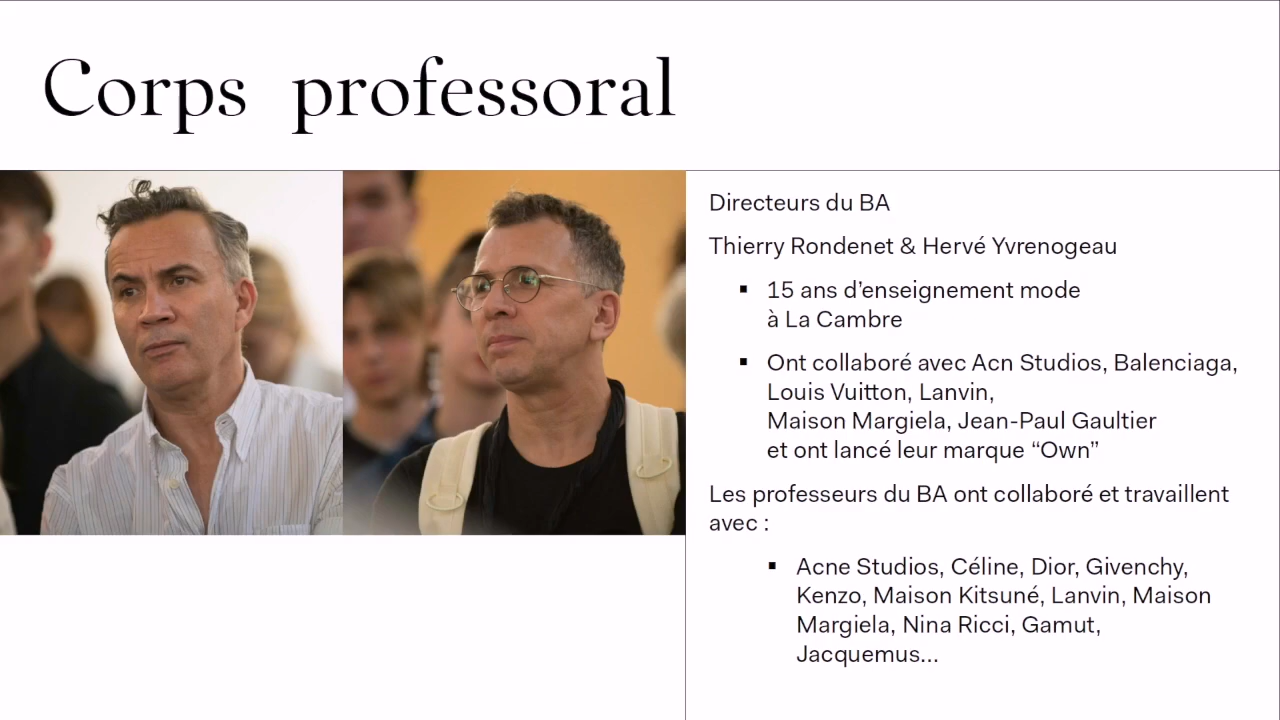 Corps professoral
Directeurs du BA
Thierry Rondenet & Hervé Yvrenogeau
▪ 15 ans d’enseignement mode
à La Cambre
▪ Ont collaboré avec Acn Studios, Balenciaga,
Louis Vuitton, Lanvin,
Maison Margiela, Jean-Paul Gaultier
et ont lancé leur marque “Own”
Les professeurs du BA ont collaboré et travaillent
avec :
▪ Acne Studios, Céline, Dior, Givenchy,
Kenzo, Maison Kitsuné, Lanvin, Maison
Margiela, Nina Ricci, Gamut,
Jacquemus...